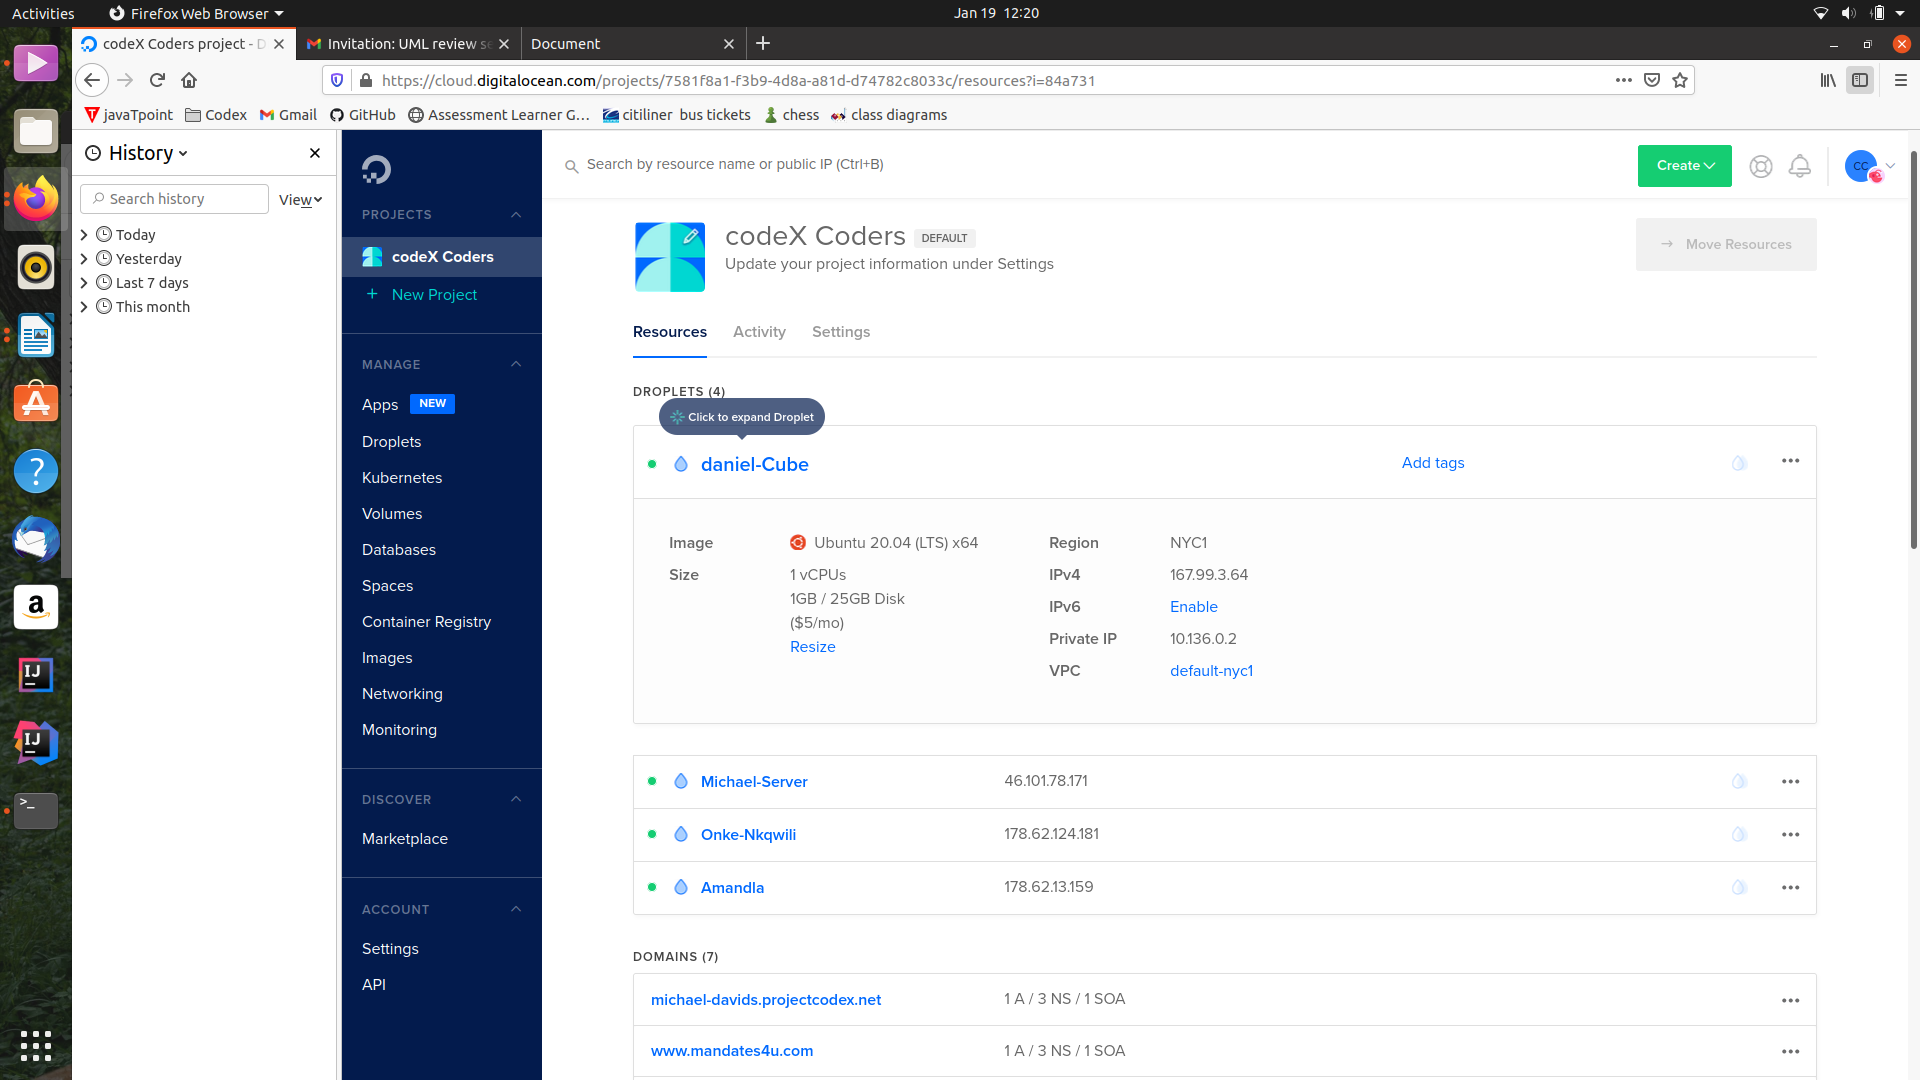 Activities
Firefox Web Browser
Jan 19 12:20
codeX Coders project - D
Invitation: UML review se
Document
https://cloud.digitalocean.com/projects/7581f8a1-f3b9-4d8a-a81d-d74782c8033c/resources?i=84a731
javaTpoint
Codex
Gmail
GitHub
Assessment Learner G...
citiliner bus tickets
chess
class diagrams
History
Search history
View
Today
Yesterday
Last 7 days
This month
PROJECTS
codeX Coders
+ New Project
MANAGE
Apps NEW
Droplets
Kubernetes
Volumes
Databases
Spaces
Container Registry
Images
Networking
Monitoring
DISCOVER
Marketplace
ACCOUNT
Settings
API
Search by resource name or public IP (Ctrl+B)
Create
CC
codeX Coders DEFAULT
Update your project information under Settings
→ Move Resources
Resources Activity Settings
DROPLETS (4)
Click to expand Droplet
daniel-Cube Add tags
Image Ubuntu 20.04 (LTS) x64
Size 1 vCPUs
1GB / 25GB Disk
($5/mo)
Resize
Region NYC1
IPv4 167.99.3.64
IPv6 Enable
Private IP 10.136.0.2
VPC default-nyc1
Michael-Server 46.101.78.171
Onke-Nkqwili 178.62.124.181
Amandla 178.62.13.159
DOMAINS (7)
michael-davids.projectcodex.net 1 A / 3 NS / 1 SOA
www.mandates4u.com 1 A / 3 NS / 1 SOA